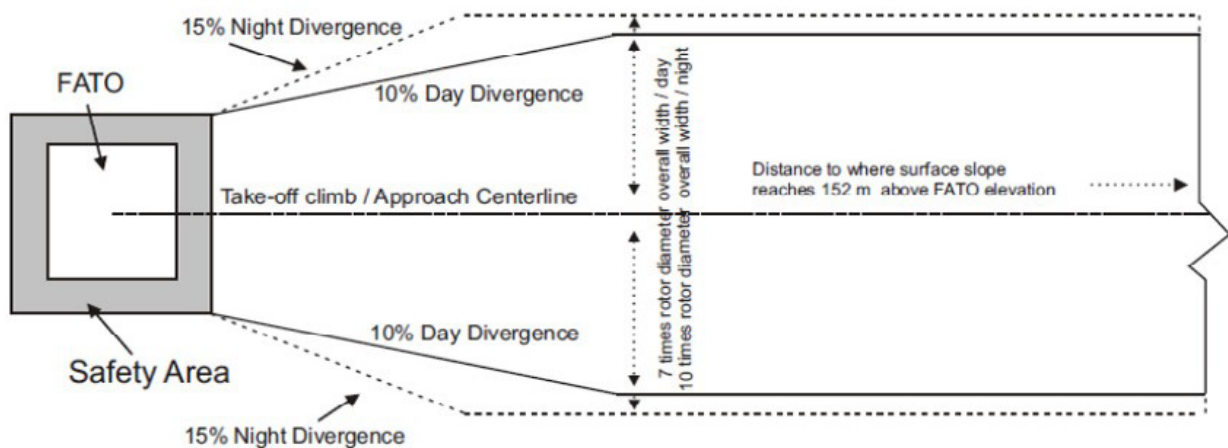 15% Night Divergence
FATO
10% Day Divergence
7 times rotor diameter overall width / day
10 times rotor diameter overall width / night
Distance to where surface slope
reaches 152 m above FATO elevation
Take-off climb / Approach Centerline
10% Day Divergence
Safety Area
15% Night Divergence